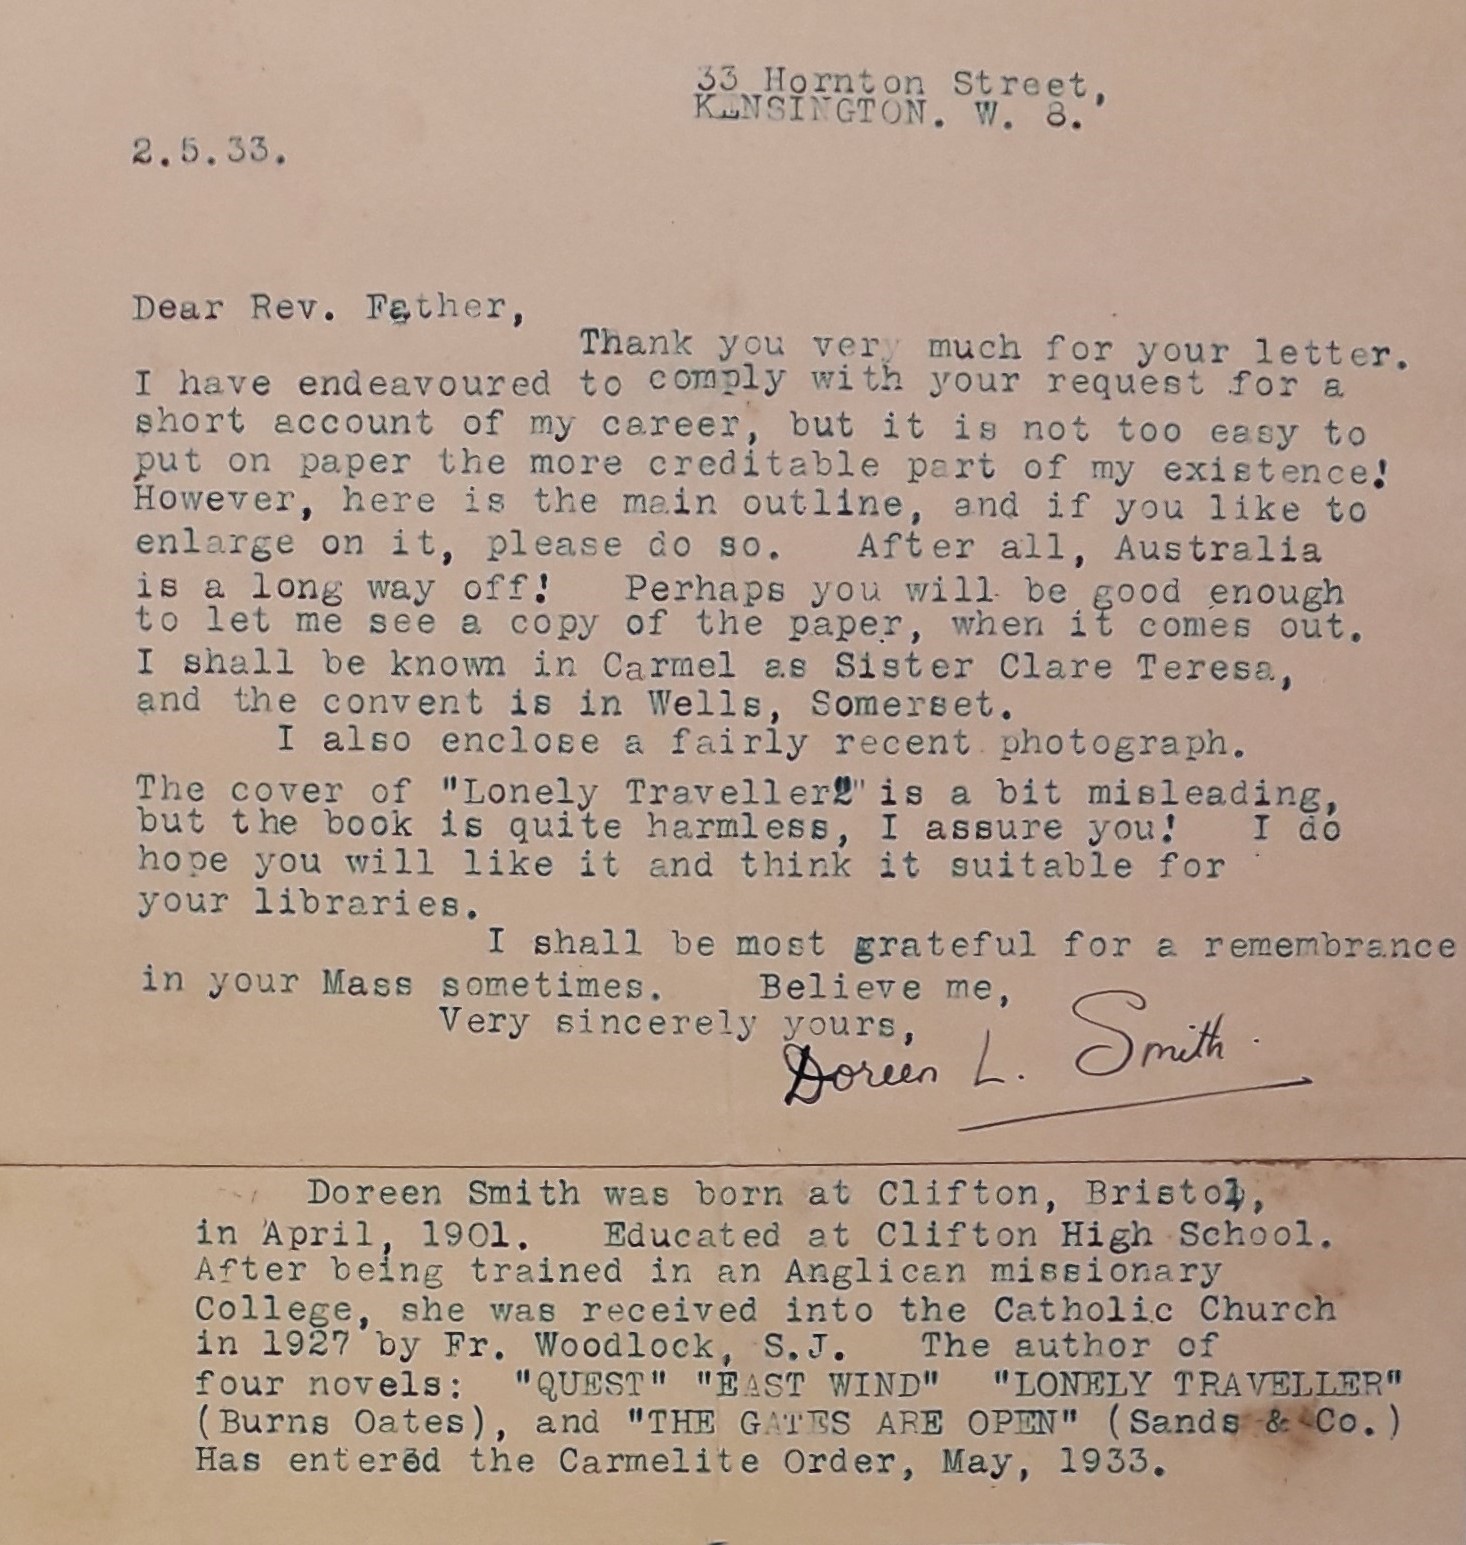 33 Hornton Street,
KENSINGTON. W. 8.
2.5.33.
Dear Rev. Father,
Thank you very much for your letter.
I have endeavoured to comply with your request for a
short account of my career, but it is not too easy to
put on paper the more creditable part of my existence!
However, here is the main outline, and if you like to
enlarge on it, please do so. After all, Australia
is a long way off! Perhaps you will be good enough
to let me see a copy of the paper, when it comes out.
I shall be known in Carmel as Sister Clare Teresa,
and the convent is in Wells, Somerset.
I also enclose a fairly recent photograph.
The cover of "Lonely Traveller" is a bit misleading,
but the book is quite harmless, I assure you! I do
hope you will like it and think it suitable for
your libraries.
I shall be most grateful for a remembrance
in your Mass sometimes. Believe me,
Very sincerely yours,
Doreen L. Smith.
Doreen Smith was born at Clifton, Bristol,
in April, 1901. Educated at Clifton High School.
After being trained in an Anglican missionary
College, she was received into the Catholic Church
in 1927 by Fr. Woodlock, S.J. The author of
four novels: "QUEST" "EAST WIND" "LONELY TRAVELLER"
(Burns Oates), and "THE GATES ARE OPEN" (Sands & Co.)
Has entered the Carmelite Order, May, 1933.